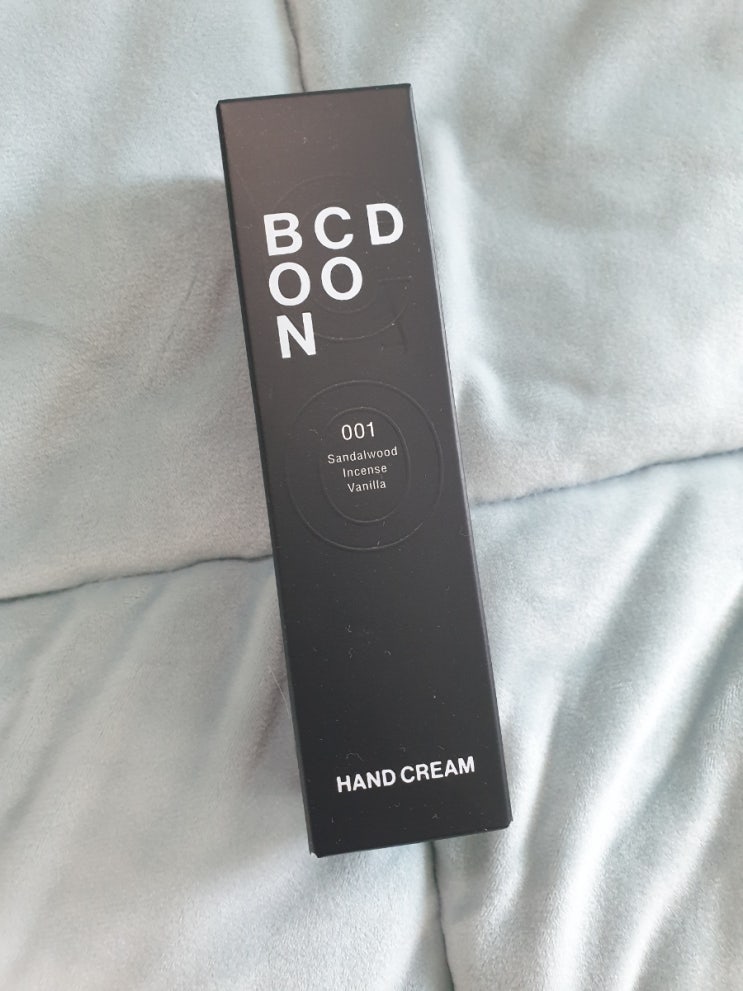 BCD
OO
N
001
Sandalwood
Incense
Vanilla
HAND CREAM